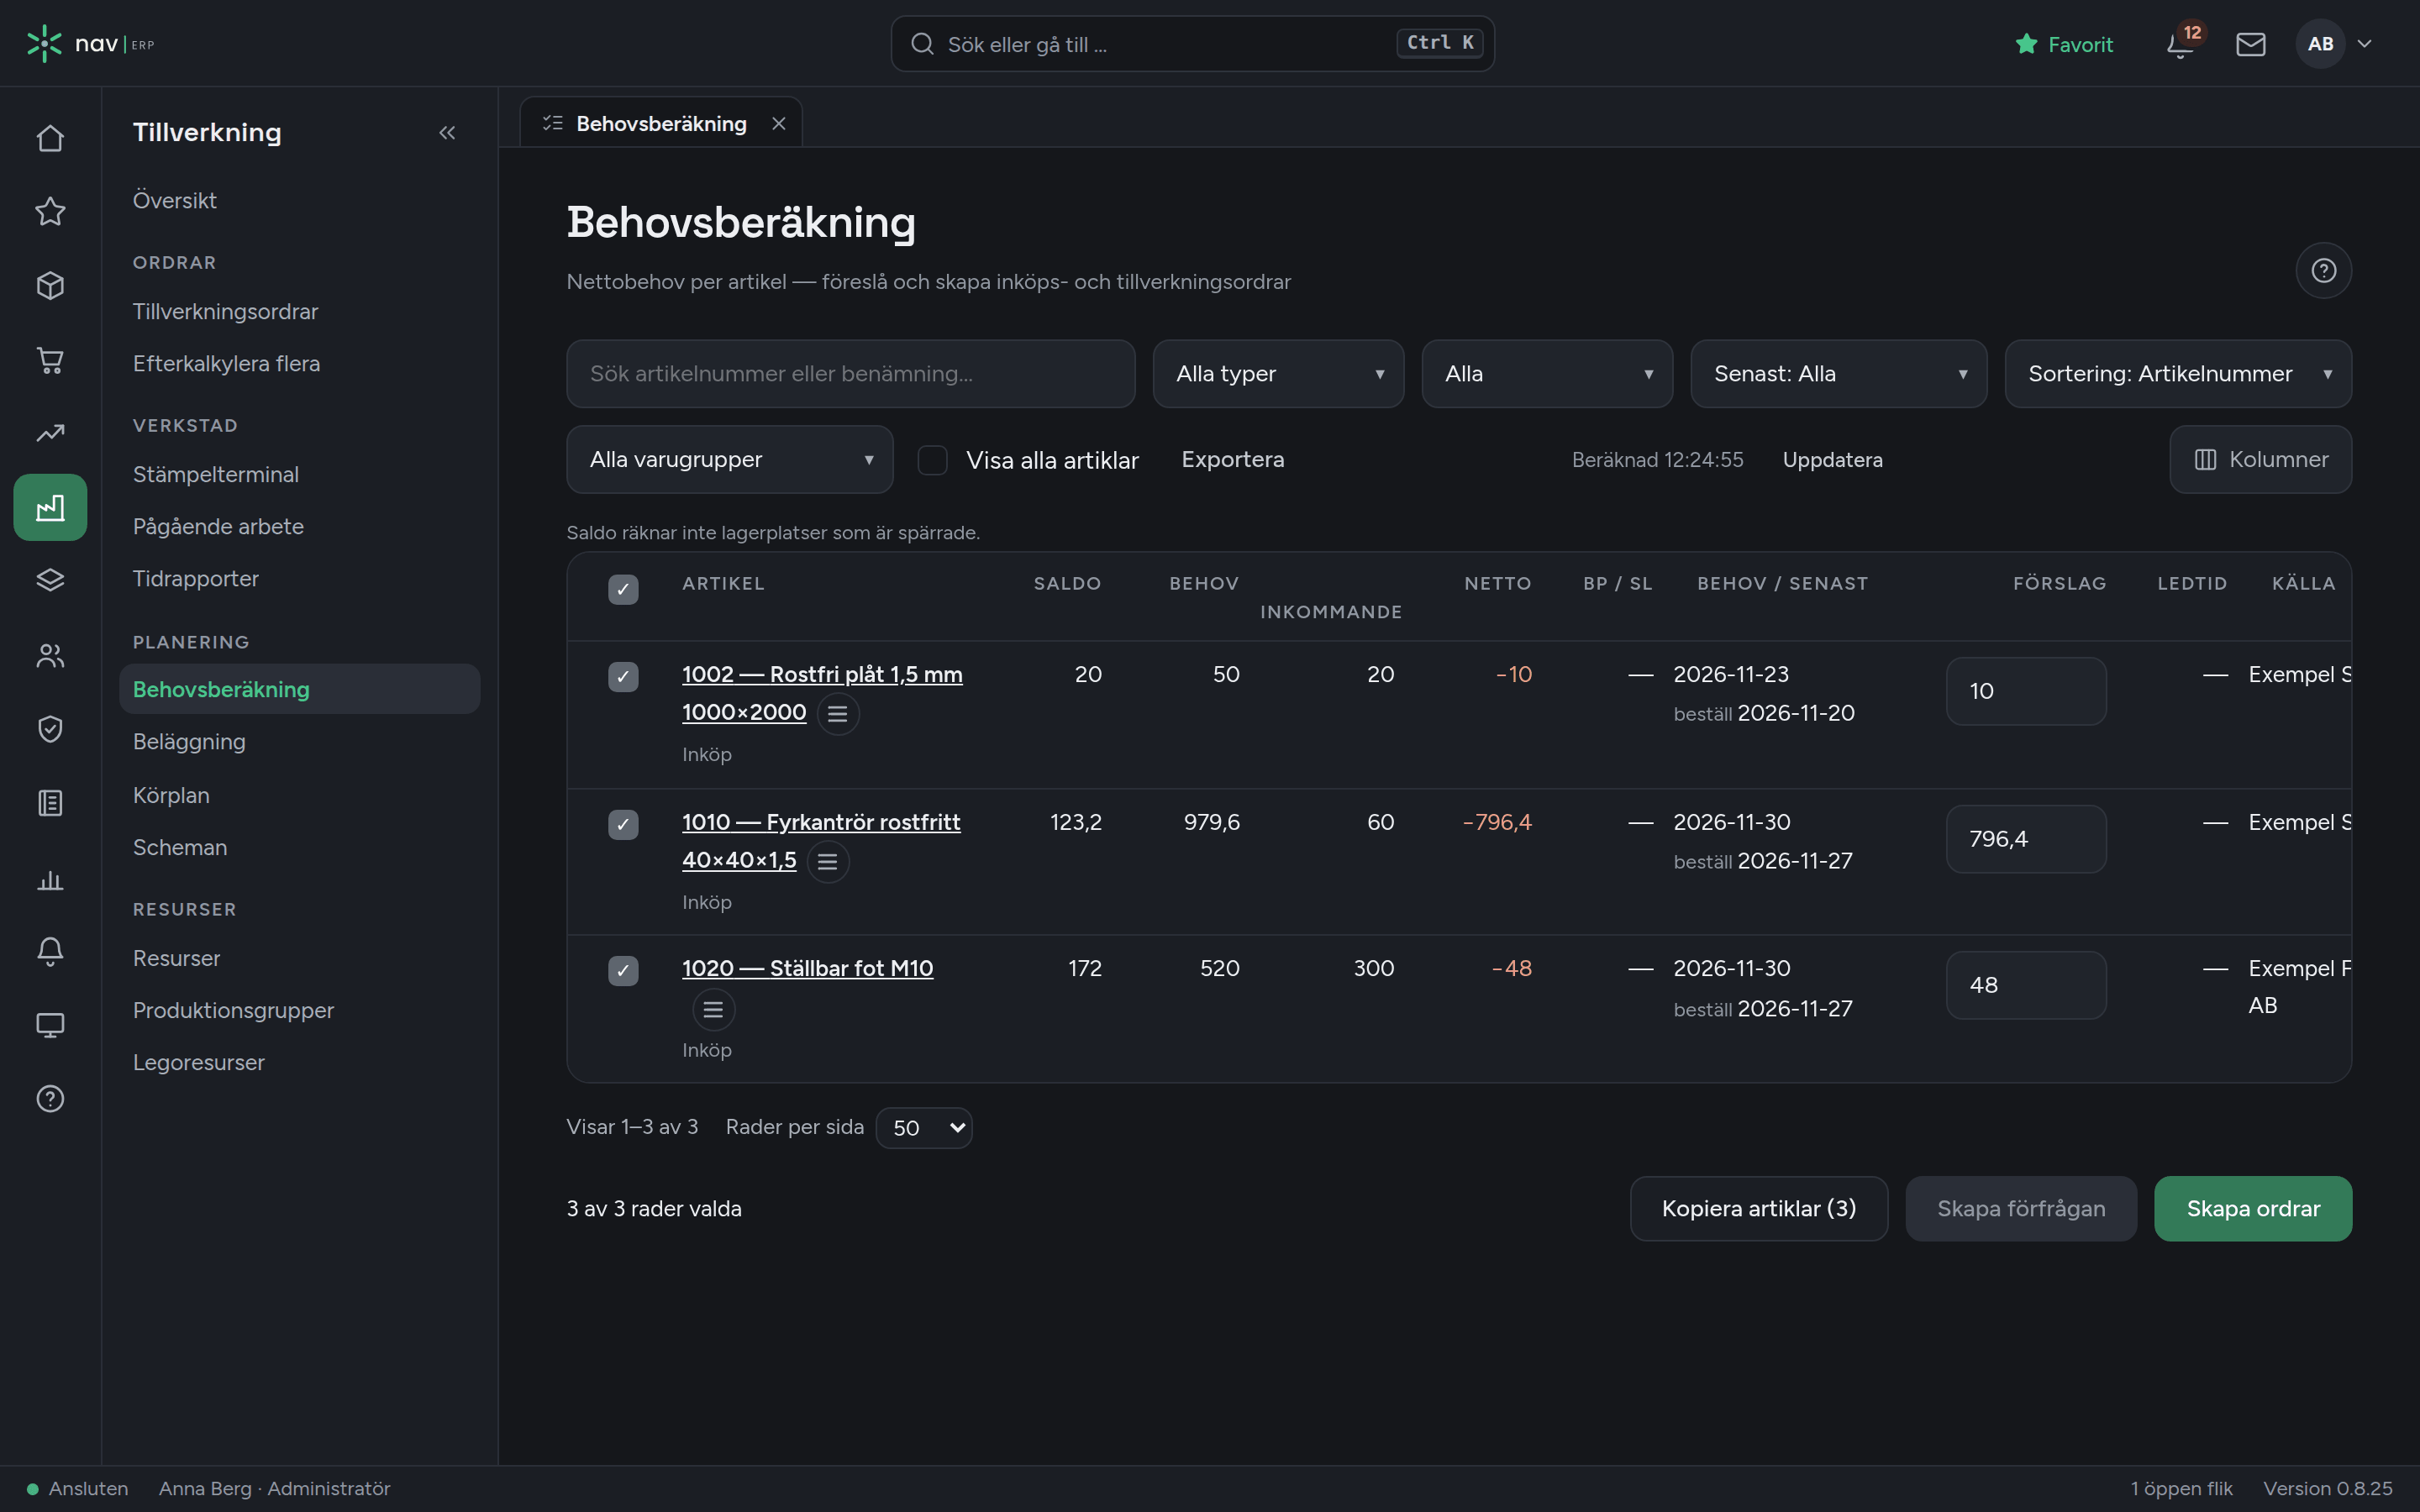 nav ERP
Sök eller gå till ...
Ctrl K
Favorit
12
AB
Tillverkning
Översikt
ORDRAR
Tillverkningsordrar
Efterkalkylera flera
VERKSTAD
Stämpelterminal
Pågående arbete
Tidrapporter
PLANERING
Behovsberäkning
Beläggning
Körplan
Scheman
RESURSER
Resurser
Produktionsgrupper
Legoresurser
Behovsberäkning
Behovsberäkning
Nettobehov per artikel — föreslå och skapa inköps- och tillverkningsordrar
Sök artikelnummer eller benämning...
Alla typer
Alla
Senast: Alla
Sortering: Artikelnummer
Alla varugrupper
Visa alla artiklar
Exportera
Beräknad 12:24:55
Uppdatera
Kolumner
Saldo räknar inte lagerplatser som är spärrade.
ARTIKEL SALDO BEHOV INKOMMANDE NETTO BP / SL BEHOV / SENAST FÖRSLAG LEDTID KÄLLA
1002 — Rostfri plåt 1,5 mm 20 50 20 -10 — 2026-11-23 10 — Exempel S
1000×2000 beställ 2026-11-20
Inköp
1010 — Fyrkantrör rostfritt 123,2 979,6 60 -796,4 — 2026-11-30 796,4 — Exempel S
40×40×1,5 beställ 2026-11-27
Inköp
1020 — Ställbar fot M10 172 520 300 -48 — 2026-11-30 48 — Exempel F
beställ 2026-11-27 AB
Inköp
Visar 1–3 av 3 Rader per sida 50
3 av 3 rader valda
Kopiera artiklar (3)
Skapa förfrågan
Skapa ordrar
Ansluten
Anna Berg · Administratör
1 öppen flik
Version 0.8.25